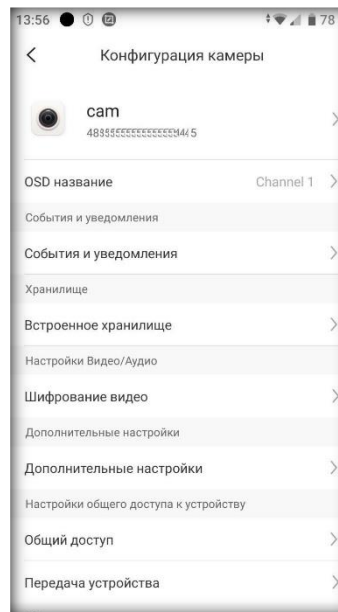 13:56 78
Конфигурация камеры
cam
OSD название Channel 1
События и уведомления
События и уведомления
Хранилище
Встроенное хранилище
Настройки Видео/Аудио
Шифрование видео
Дополнительные настройки
Дополнительные настройки
Настройки общего доступа к устройству
Общий доступ
Передача устройства